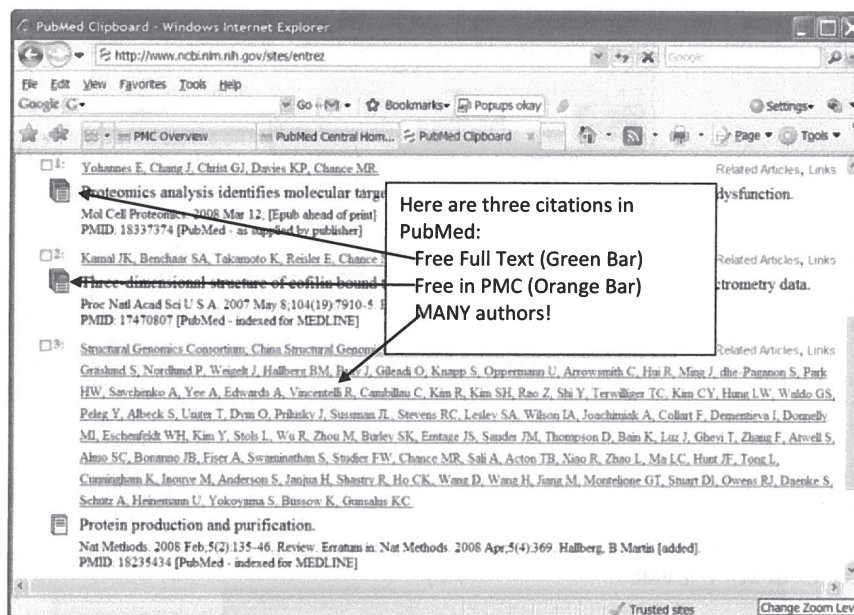 PubMed Clipboard - Windows Internet Explorer
http://www.ncbi.nlm.nih.gov/sites/entrez
Google
File Edit View Favorites Tools Help
Google G Go Bookmarks Popups okay Settings
PMC Overview PubMed Central Hom... PubMed Clipboard Page Tools
1: Yohannes E, Chang J, Christ GJ, Davies KP, Chance MR. Related Articles, Links
Proteomics analysis identifies molecular targe dysfunction.
Mol Cell Proteomics. 2008 Mar 12; [Epub ahead of print]
PMID: 18337374 [PubMed - as supplied by publisher]
Here are three citations in
PubMed:
Free Full Text (Green Bar)
Free in PMC (Orange Bar)
MANY authors!
2: Kamal JK, Benchaar SA, Takamoto K, Reisler E, Chance Related Articles, Links
Three-dimensional structure of cofilin bound t ctrometry data.
Proc Natl Acad Sci U S A. 2007 May 8;104(19):7910-5.
PMID: 17470807 [PubMed - indexed for MEDLINE]
3: Structural Genomics Consortium, China Structural Genomi Related Articles, Links
Gräslund S, Nordlund P, Weigelt J, Hallberg BM, Bray J, Gileadi O, Knapp S, Oppermann U, Arrowsmith C, Hui R, Ming J, dhe-Paganon S, Park
HW, Savchenko A, Yee A, Edwards A, Vincentelli R, Cambillau C, Kim R, Kim SH, Rao Z, Shi Y, Terwilliger TC, Kim CY, Hung LW, Waldo GS,
Peleg Y, Albeck S, Unger T, Dym O, Prilusky J, Sussman JL, Stevens RC, Lesley SA, Wilson IA, Joachimiak A, Collart F, Dementieva I, Donnelly
MI, Eschenfeldt WH, Kim Y, Stols L, Wu R, Zhou M, Burley SK, Emtage JS, Sauder JM, Thompson D, Bain K, Luz J, Gheyi T, Zhang F, Atwell S,
Almo SC, Bonanno JB, Fiser A, Swaminathan S, Studier FW, Chance MR, Sali A, Acton TB, Xiao R, Zhao L, Ma LC, Hunt JF, Tong L,
Cunningham K, Inouye M, Anderson S, Janjua H, Shastry R, Ho CK, Wang D, Wang H, Jiang M, Montelione GT, Stuart DI, Owens RJ, Daenke S,
Schütz A, Heinemann U, Yokoyama S, Büssow K, Gunsalus KC
Protein production and purification.
Nat Methods. 2008 Feb;5(2):135-46. Review. Erratum in: Nat Methods. 2008 Apr;5(4):369. Hallberg, B Martin [added].
PMID: 18235434 [PubMed - indexed for MEDLINE]
Trusted sites Change Zoom Lev